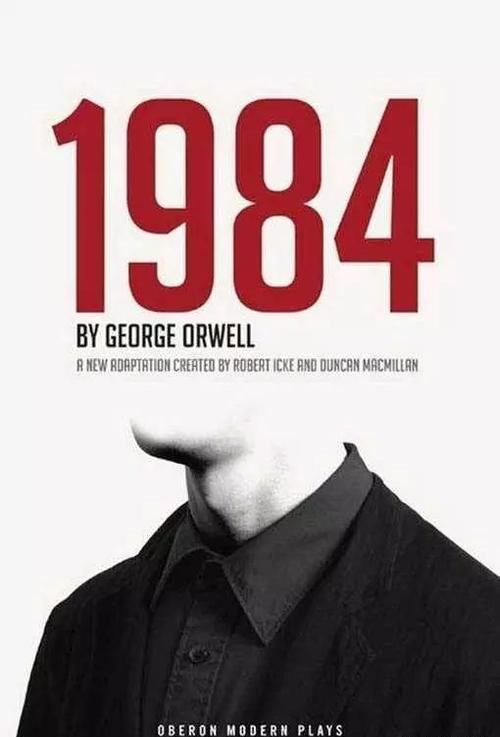 1984
BY GEORGE ORWELL
A NEW ADAPTATION CREATED BY ROBERT ICKE AND DUNCAN MACMILLAN
OBERON MODERN PLAYS